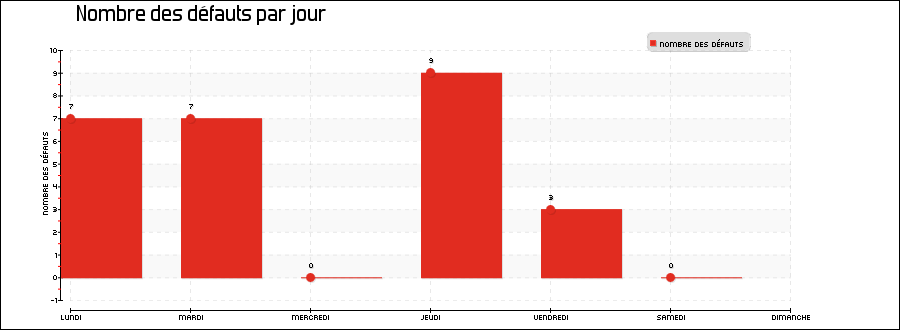 Nombre des défauts par jour
NOMBRE DES DÉFAUTS
NOMBRE DES DÉFAUTS
10
9
8
7
6
5
4
3
2
1
0
-1
7
7
0
9
3
0
LUNDI
MARDI
MERCREDI
JEUDI
VENDREDI
SAMEDI
DIMANCHE